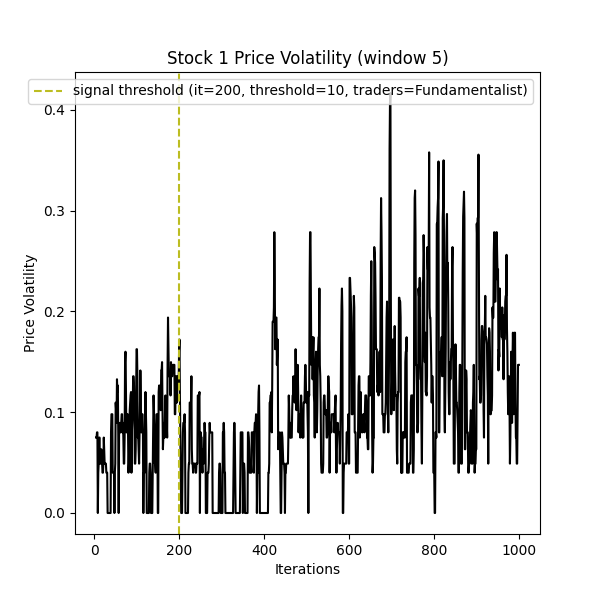 Stock 1 Price Volatility (window 5)
signal threshold (it=200, threshold=10, traders=Fundamentalist)
0.4
0.3
0.2
0.1
0.0
Price Volatility
0 200 400 600 800 1000
Iterations